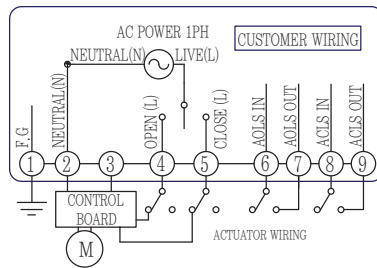 AC POWER 1PH
CUSTOMER WIRING
NEUTRAL(N)
LIVE(L)
F.G
NEUTRAL(N)
OPEN (L)
CLOSE (L)
AOLS IN
AOLS OUT
ACLS IN
ACLS OUT
1 2 3 4 5 6 7 8 9
CONTROL
BOARD
ACTUATOR WIRING
M